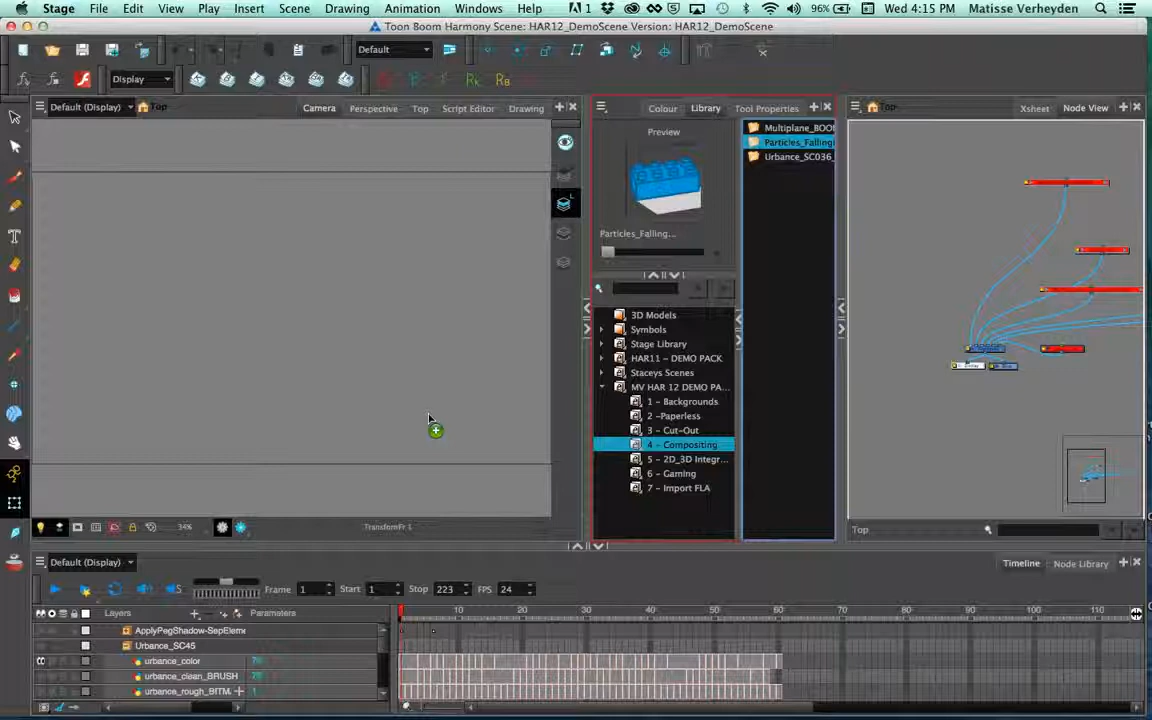 Stage File Edit View Play Insert Scene Drawing Animation Windows Help 1 96% Wed 4:15 PM Matisse Verheyden
Toon Boom Harmony Scene: HAR12_DemoScene Version: HAR12_DemoScene
Default
Display
Default (Display) Top Camera Perspective Top Script Editor Drawing
Colour Library Tool Properties
Top Xsheet Node View
Preview
Multiplane_BOO
Particles_Falling
Urbance_SC036_
Particles_Falling...
3D Models
Symbols
Stage Library
HAR11 - DEMO PACK
Staceys Scenes
MV HAR 12 DEMO PA...
1 - Backgrounds
2 -Paperless
3 - Cut-Out
4 - Compositing
5 - 2D_3D Integr...
6 - Gaming
7 - Import FLA
34% TransformFr 1
Top
Default (Display) Timeline Node Library
Frame 1 Start 1 Stop 223 FPS 24
Layers Parameters 10 20 30 40 50 60 70 80 90 100 110
ApplyPegShadow-SepEleme
Urbance_SC45
urbance_color
urbance_clean_BRUSH
urbance_rough_BITM 1